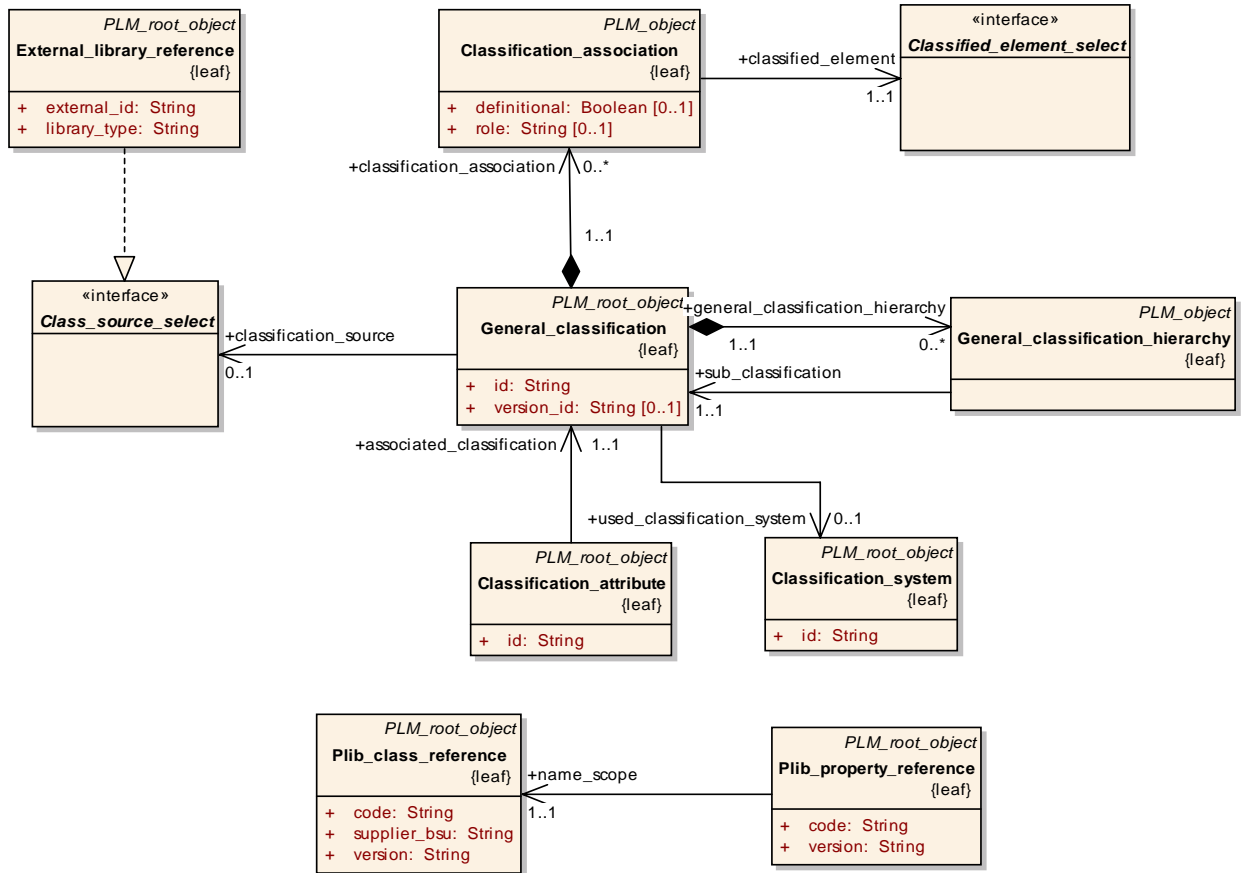 PLM_root_object
External_library_reference
{leaf}
+ external_id: String
+ library_type: String
PLM_object
Classification_association
{leaf}
+ definitional: Boolean [0..1]
+ role: String [0..1]
+classified_element
1..1
«interface»
Classified_element_select
+classification_association
0..*
1..1
«interface»
Class_source_select
+classification_source
0..1
PLM_root_object
General_classification
{leaf}
+ id: String
+ version_id: String [0..1]
+general_classification_hierarchy
1..1
0..*
+sub_classification
1..1
PLM_object
General_classification_hierarchy
{leaf}
+associated_classification
1..1
+used_classification_system
0..1
PLM_root_object
Classification_attribute
{leaf}
+ id: String
PLM_root_object
Classification_system
{leaf}
+ id: String
PLM_root_object
Plib_class_reference
{leaf}
+ code: String
+ supplier_bsu: String
+ version: String
+name_scope
1..1
PLM_root_object
Plib_property_reference
{leaf}
+ code: String
+ version: String